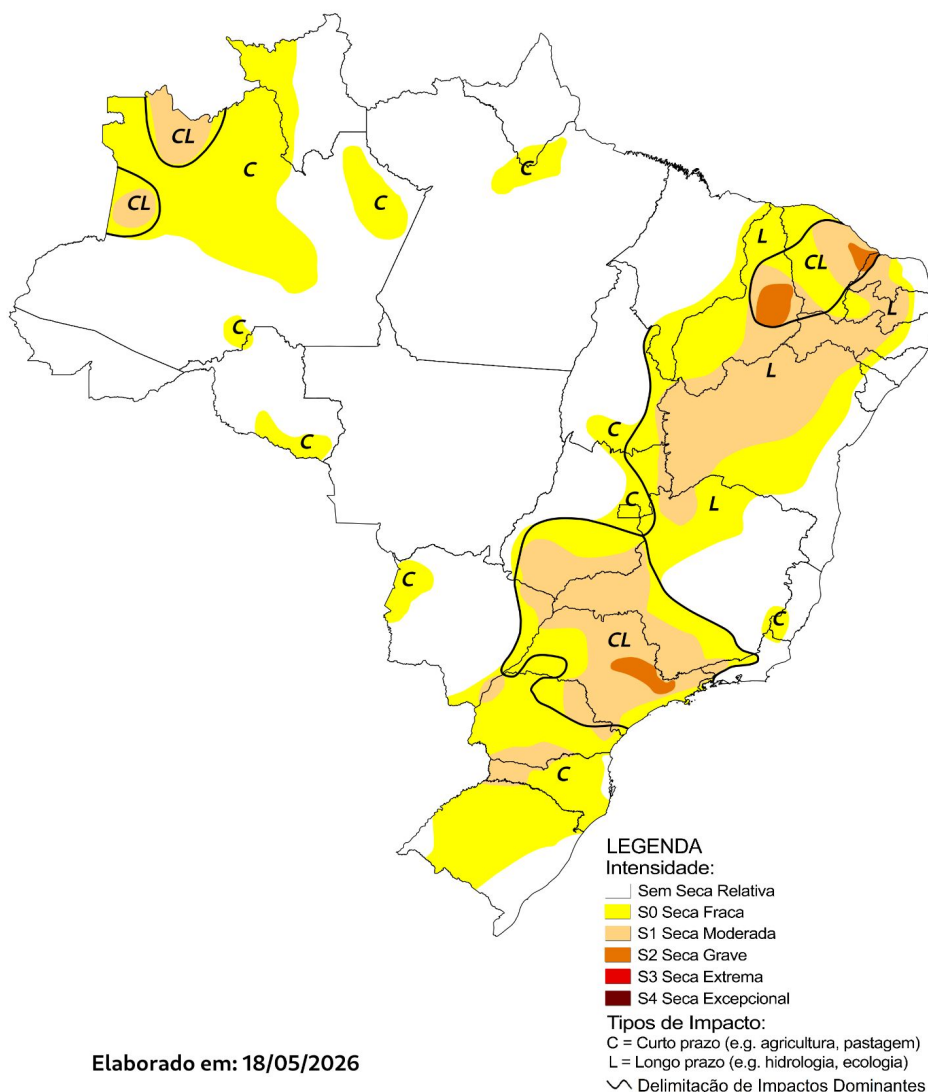 CL
C
CL
C
C
C
C
L
CL
L
L
C
C
L
C
C
CL
C
LEGENDA
Intensidade:
Sem Seca Relativa
S0 Seca Fraca
S1 Seca Moderada
S2 Seca Grave
S3 Seca Extrema
S4 Seca Excepcional
Tipos de Impacto:
C = Curto prazo (e.g. agricultura, pastagem)
L = Longo prazo (e.g. hidrologia, ecologia)
Delimitação de Impactos Dominantes
Elaborado em: 18/05/2026